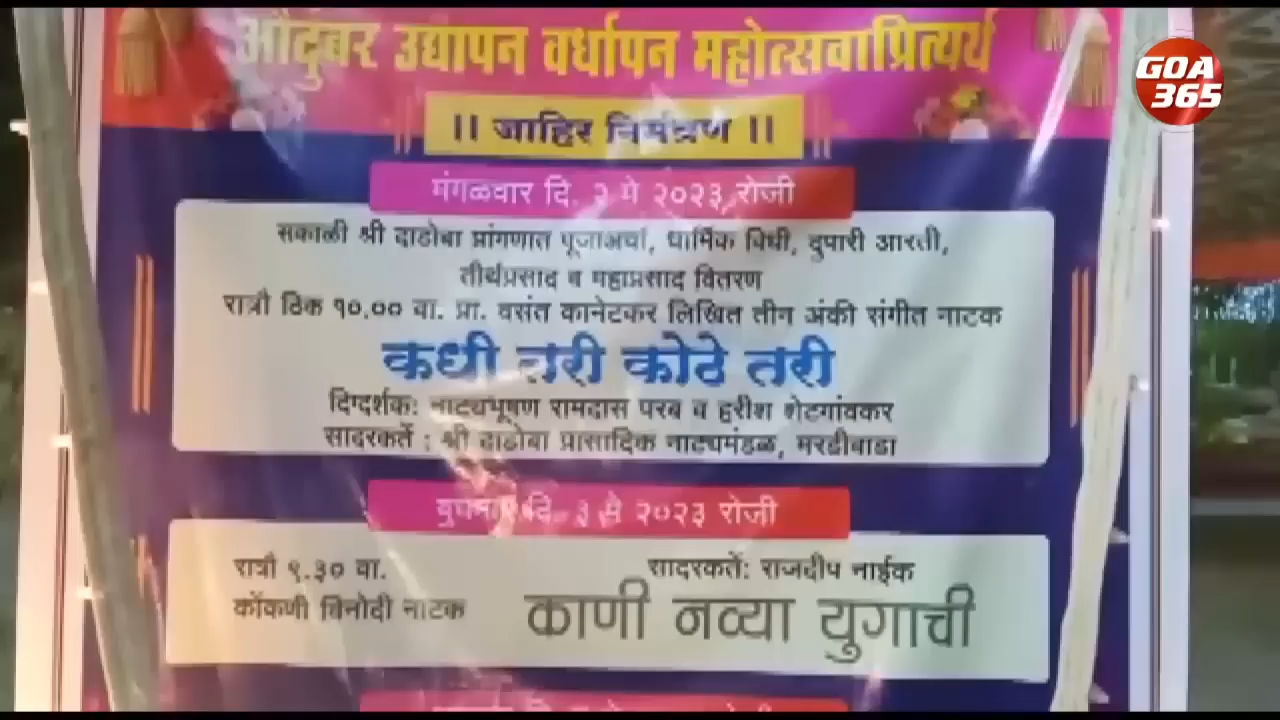 औदुंबर उद्यापन वर्धापन महोत्सवाप्रित्यर्थ
GOA
365
।। जाहिर निमंत्रण ।।
मंगळवार दि. २ मे २०२३ रोजी
सकाळी श्री दाडोबा प्रांगणात पूजाअर्चा, धार्मिक विधी, दुपारी आरती,
तीर्थप्रसाद व महाप्रसाद वितरण
रात्रौ ठिक १०.०० वा. प्रा. वसंत कानेटकर लिखित तीन अंकी संगीत नाटक
कधी तरी कोठे तरी
दिग्दर्शक: नाट्यभूषण रामदास परब व हरीश शेटगांवकर
सादरकर्ते : श्री दाडोबा प्रासादिक नाट्यमंडळ, मरडीवाडा
बुधवार दि. ३ मे २०२३ रोजी
रात्रौ ९.३० वा. सादरकर्ते: राजदीप नाईक
कोंकणी विनोदी नाटक काणी नव्या युगाची